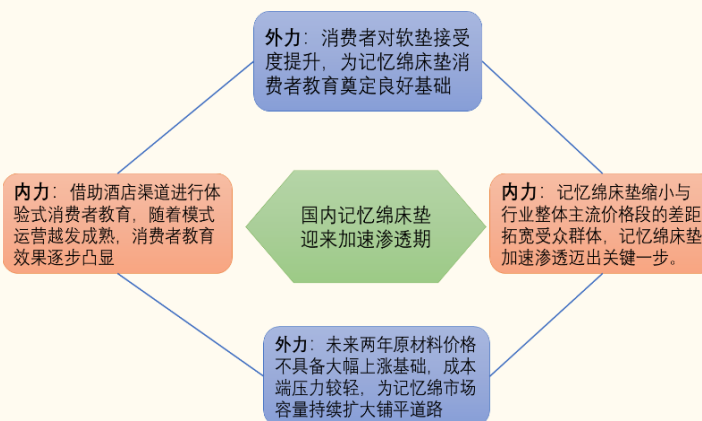 外力：消费者对软垫接受
度提升，为记忆绵床垫消
费者教育奠定良好基础
内力：借助酒店渠道进行体
验式消费者教育，随着模式
运营越发成熟，消费者教育
效果逐步凸显
国内记忆绵床垫
迎来加速渗透期
内力：记忆绵床垫缩小与
行业整体主流价格段的差距
拓宽受众群体，记忆绵床垫
加速渗透迈出关键一步。
外力：未来两年原材料价格
不具备大幅上涨基础，成本
端压力较轻，为记忆绵市场
容量持续扩大铺平道路